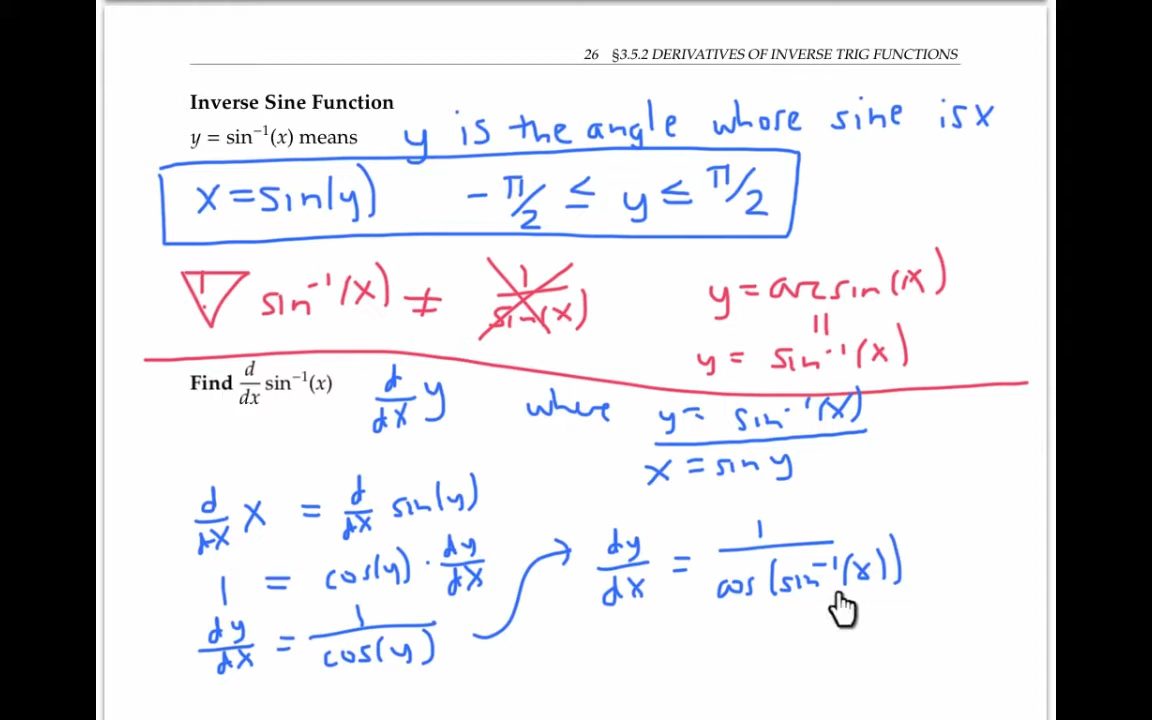 26 §3.5.2 DERIVATIVES OF INVERSE TRIG FUNCTIONS
Inverse Sine Function
y = sin⁻¹(x) means y is the angle whose sine is x
x = sin(y) -π/2 ≤ y ≤ π/2
! sin⁻¹(x) ≠ 1/sin(x) y = arcsin(x)
=
y = sin⁻¹(x)
Find d/dx sin⁻¹(x) d/dx y where y = sin⁻¹(x)
x = sin y
d/dx x = d/dx sin(y)
1 = cos(y) · dy/dx
dy/dx = 1/cos(y)
dy/dx = 1/cos(sin⁻¹(x))